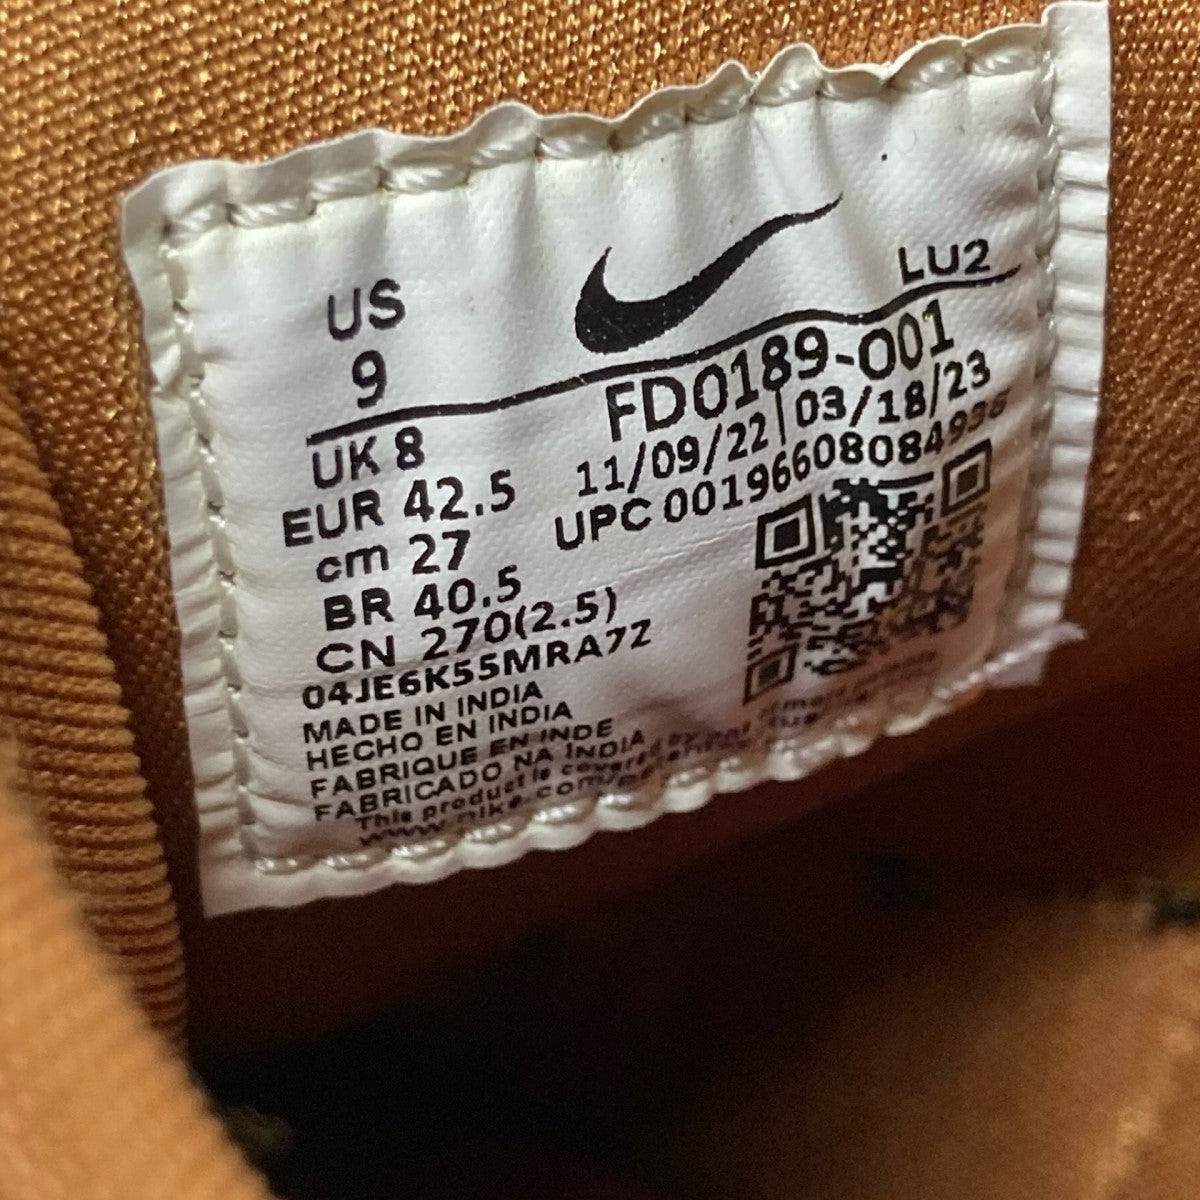 US
9
UK 8
EUR 42.5
cm 27
BR 40.5
CN 270(2.5)
04JE6K55MRA7Z
MADE IN INDIA
HECHO EN INDIA
FABRIQUE EN INDE
FABRICADO NA INDIA
This product is covered by
www.nike.com/
LU2
FD0189-001
11/09/22|03/18/23
UPC 00196608084936